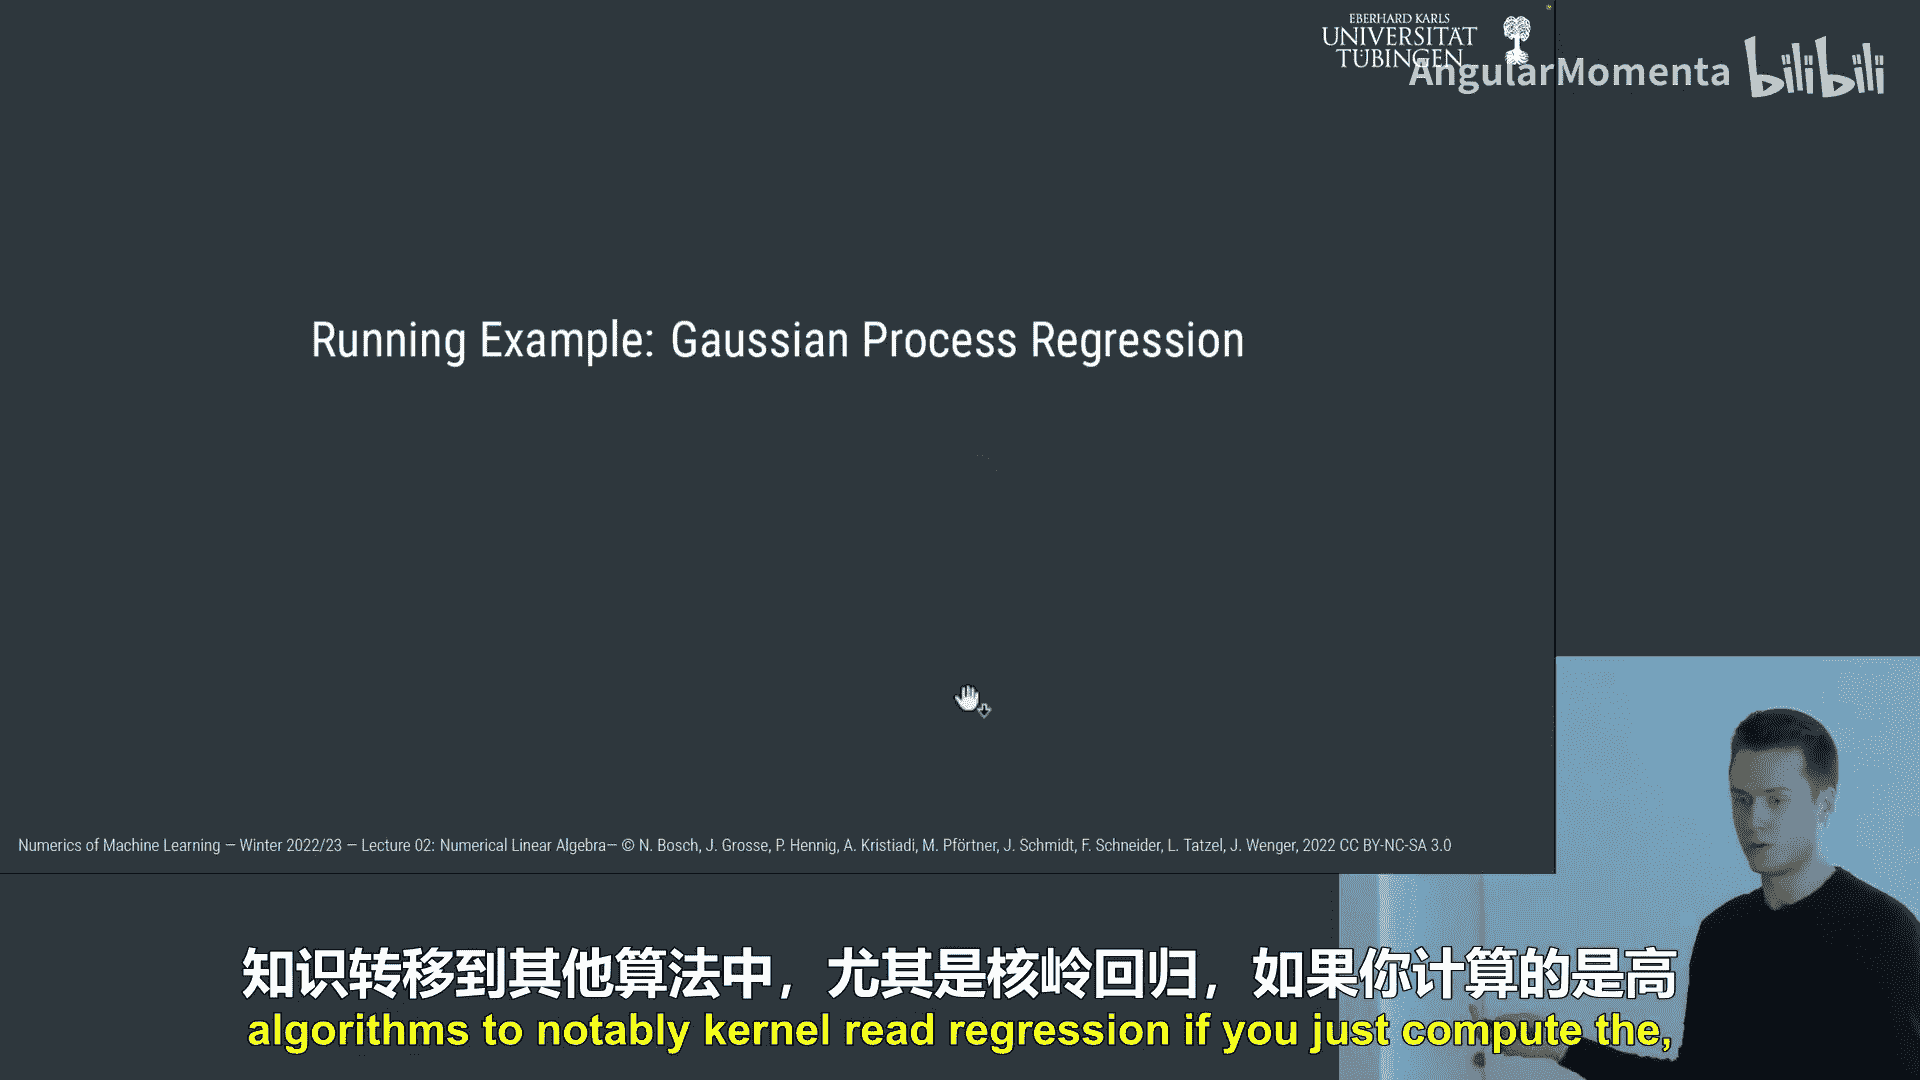 EBERHARD KARLS
UNIVERSITÄT
TÜBINGEN
AngularMomenta bilibili
Running Example: Gaussian Process Regression
Numerics of Machine Learning — Winter 2022/23 — Lecture 02: Numerical Linear Algebra— © N. Bosch, J. Grosse, P. Hennig, A. Kristiadi, M. Pförtner, J. Schmidt, F. Schneider, L. Tatzel, J. Wenger, 2022 CC BY-NC-SA 3.0
知识转移到其他算法中，尤其是核岭回归，如果你计算的是高
algorithms to notably kernel read regression if you just compute the,